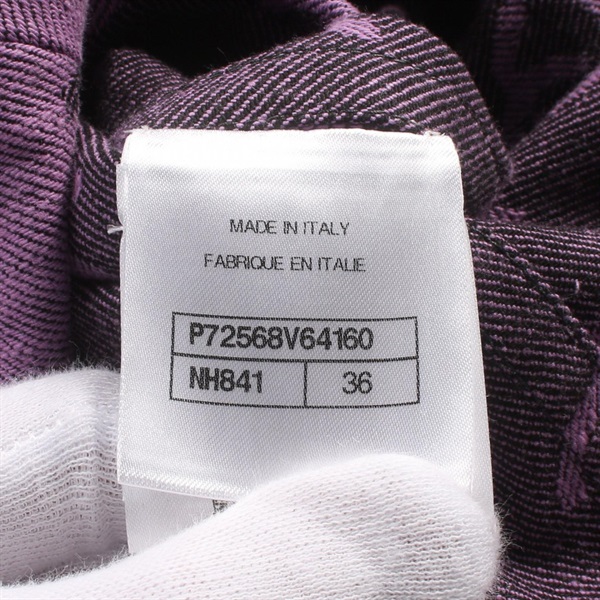 MADE IN ITALY
FABRIQUE EN ITALIE
P72568V64160
NH841 36